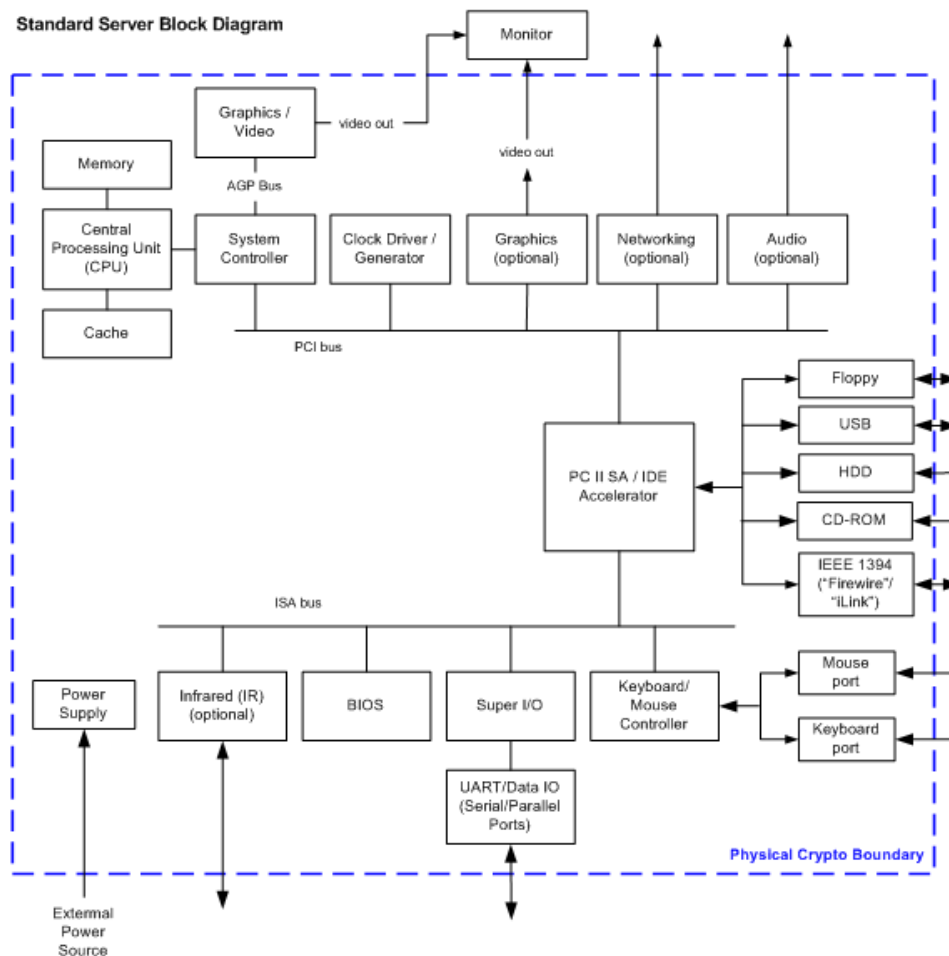 Standard Server Block Diagram
Monitor
Graphics /
Video
video out
video out
Memory
AGP Bus
Central
Processing Unit
(CPU)
System
Controller
Clock Driver /
Generator
Graphics
(optional)
Networking
(optional)
Audio
(optional)
Cache
PCI bus
Floppy
USB
PC II SA / IDE
Accelerator
HDD
CD-ROM
IEEE 1394
(“Firewire”/
“iLink”)
ISA bus
Power
Supply
Infrared (IR)
(optional)
BIOS
Super I/O
Keyboard/
Mouse
Controller
Mouse
port
Keyboard
port
UART/Data IO
(Serial/Parallel
Ports)
Physical Crypto Boundary
Extermal
Power
Source